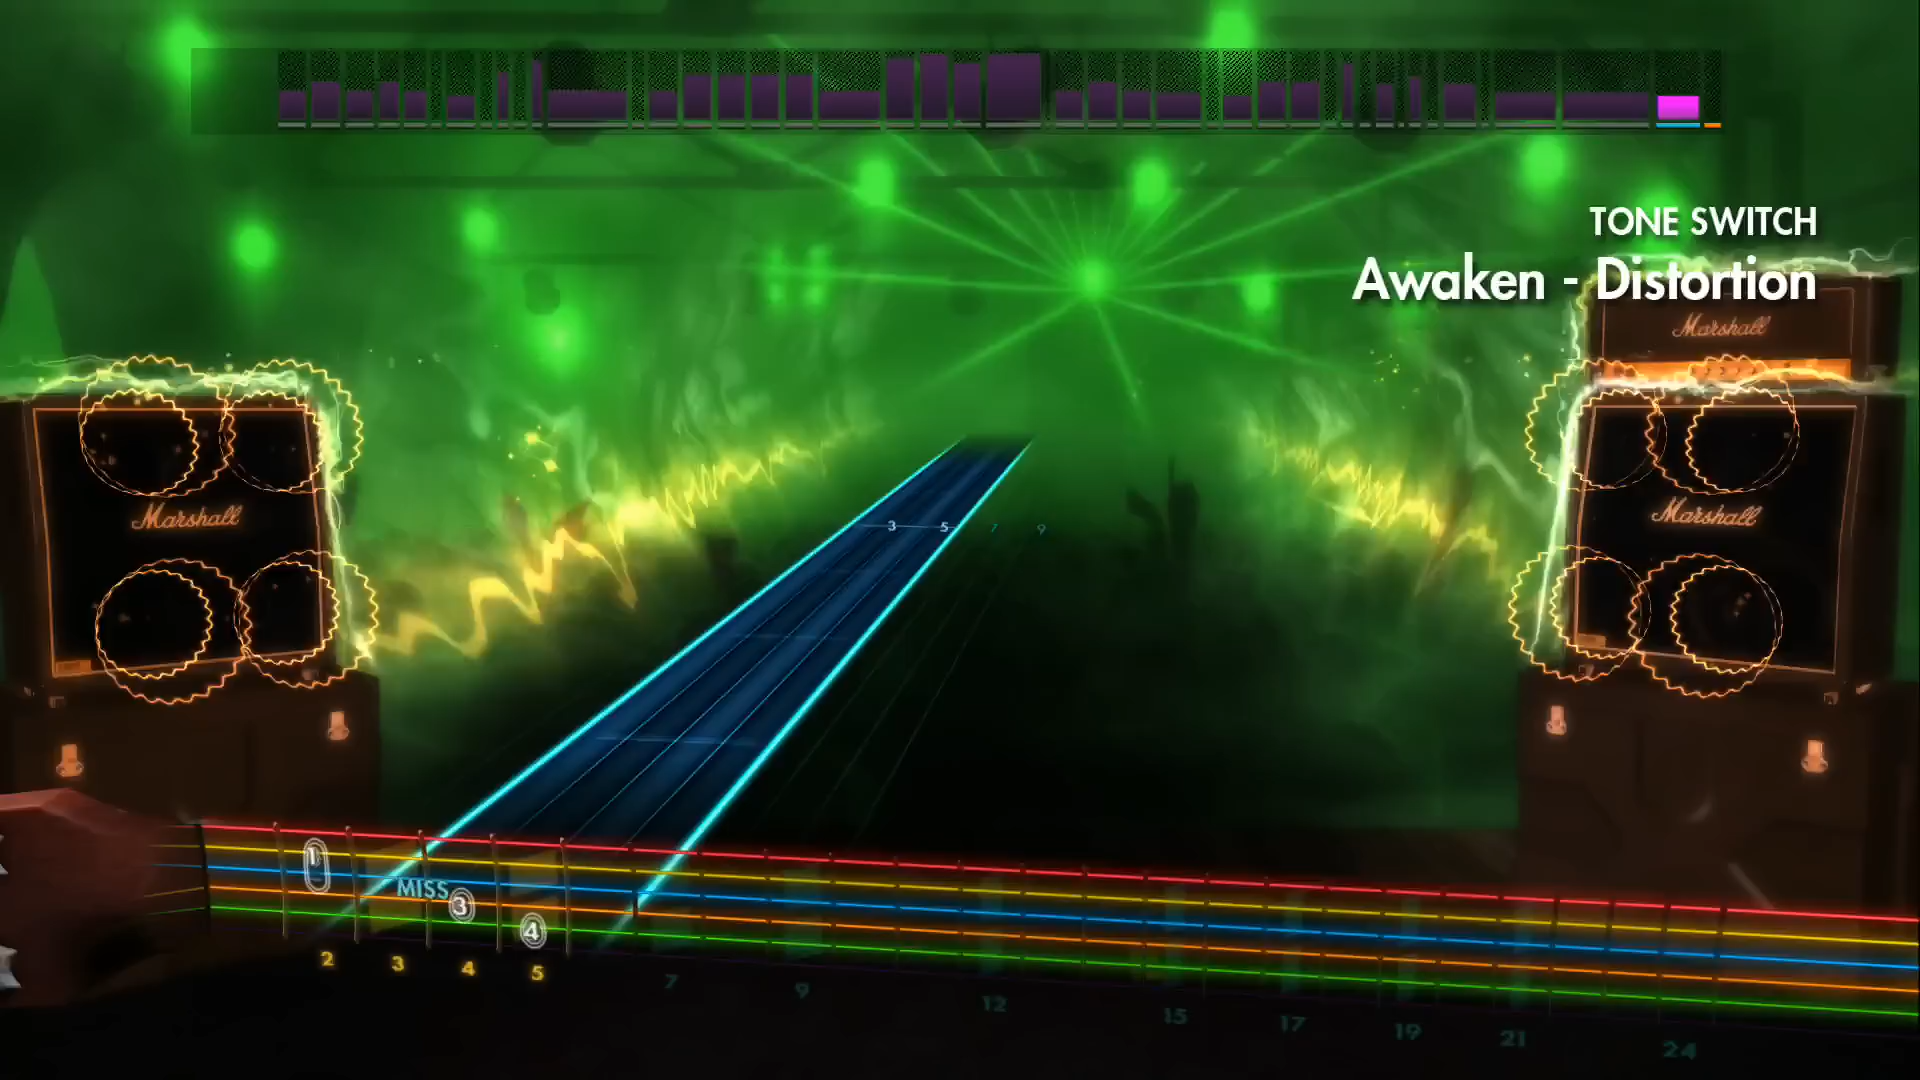 TONE SWITCH
Awaken - Distortion
Marshall
Marshall
Marshall
3 5 7 9
1
MISS
3
4
2 3 4 5 7 9 12 15 17 19 21 24